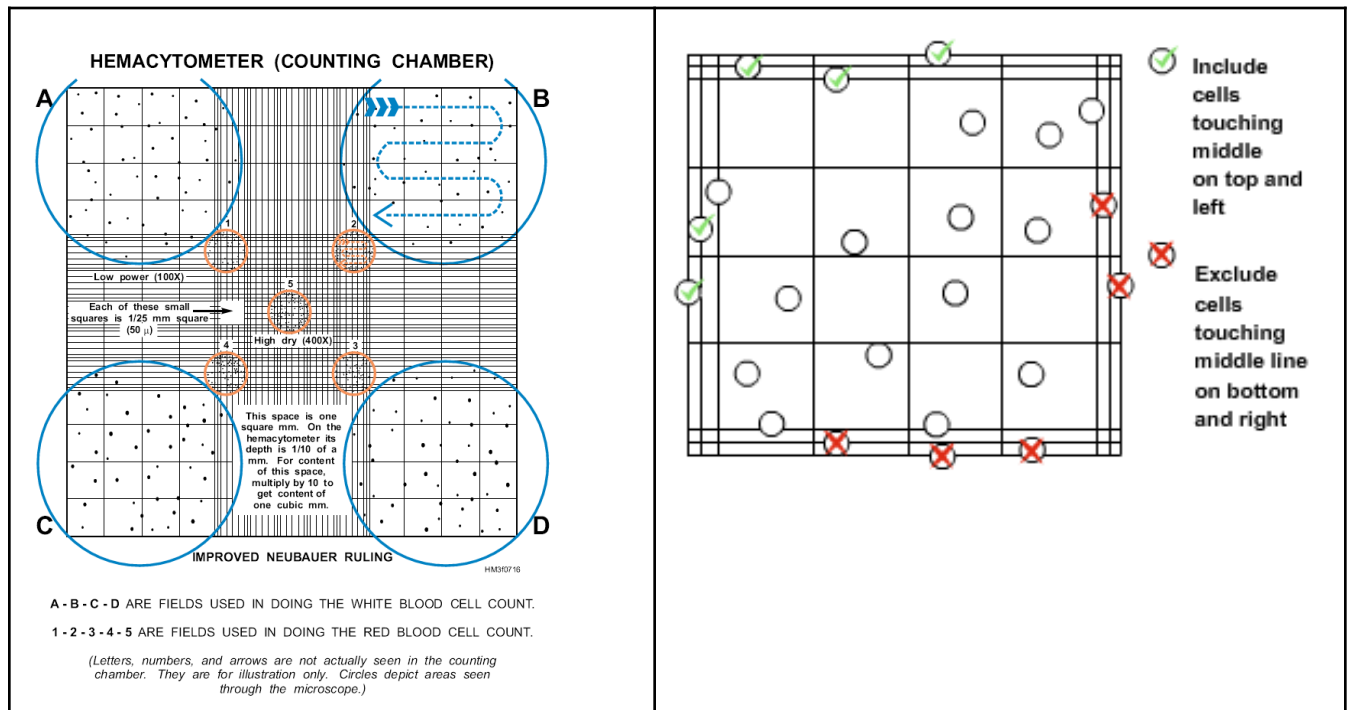 HEMACYTOMETER (COUNTING CHAMBER)
A
B
1
2
Low power (100X)
5
Each of these small
squares is 1/25 mm square
(50 μ)
High dry (400X)
4
3
This space is one
square mm. On the
hemacytometer its
depth is 1/10 of a
mm. For content
of this space,
multiply by 10 to
get content of
one cubic mm.
C
D
IMPROVED NEUBAUER RULING
HM3f0716
A - B - C - D ARE FIELDS USED IN DOING THE WHITE BLOOD CELL COUNT.
1 - 2 - 3 - 4 - 5 ARE FIELDS USED IN DOING THE RED BLOOD CELL COUNT.
(Letters, numbers, and arrows are not actually seen in the counting
chamber. They are for illustration only. Circles depict areas seen
through the microscope.)
Include
cells
touching
middle
on top and
left
Exclude
cells
touching
middle line
on bottom
and right